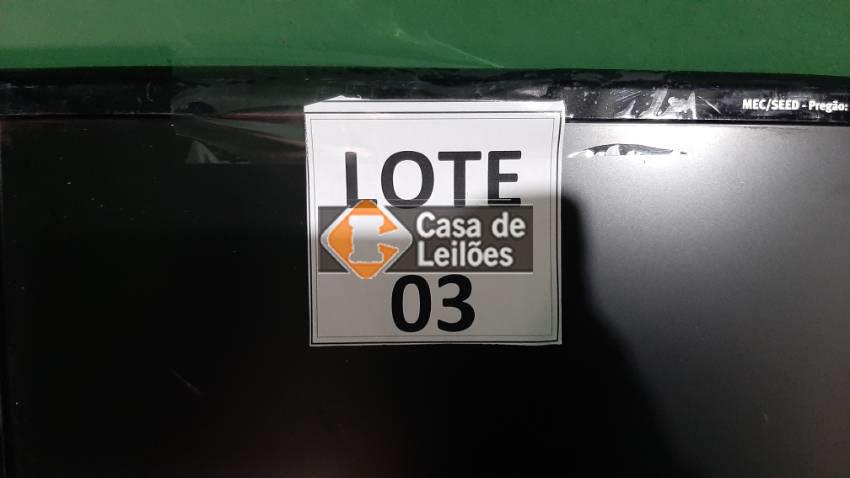 MEC/SEED - Pregão:
LOTE
Casa de
Leilões
03